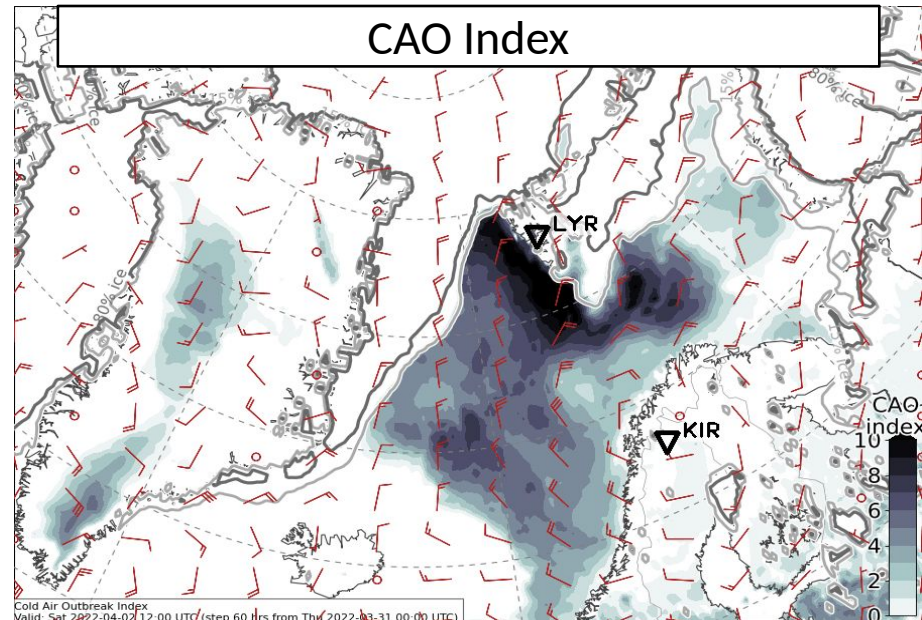 CAO Index
15%
80% ice
15%
80% ice
LYR
KIR
CAO
index
10
8
6
4
2
0
Cold Air Outbreak Index
Valid: Sat 2022-04-02 12:00 UTC (step 60 hrs from Thu 2022-03-31 00:00 UTC)